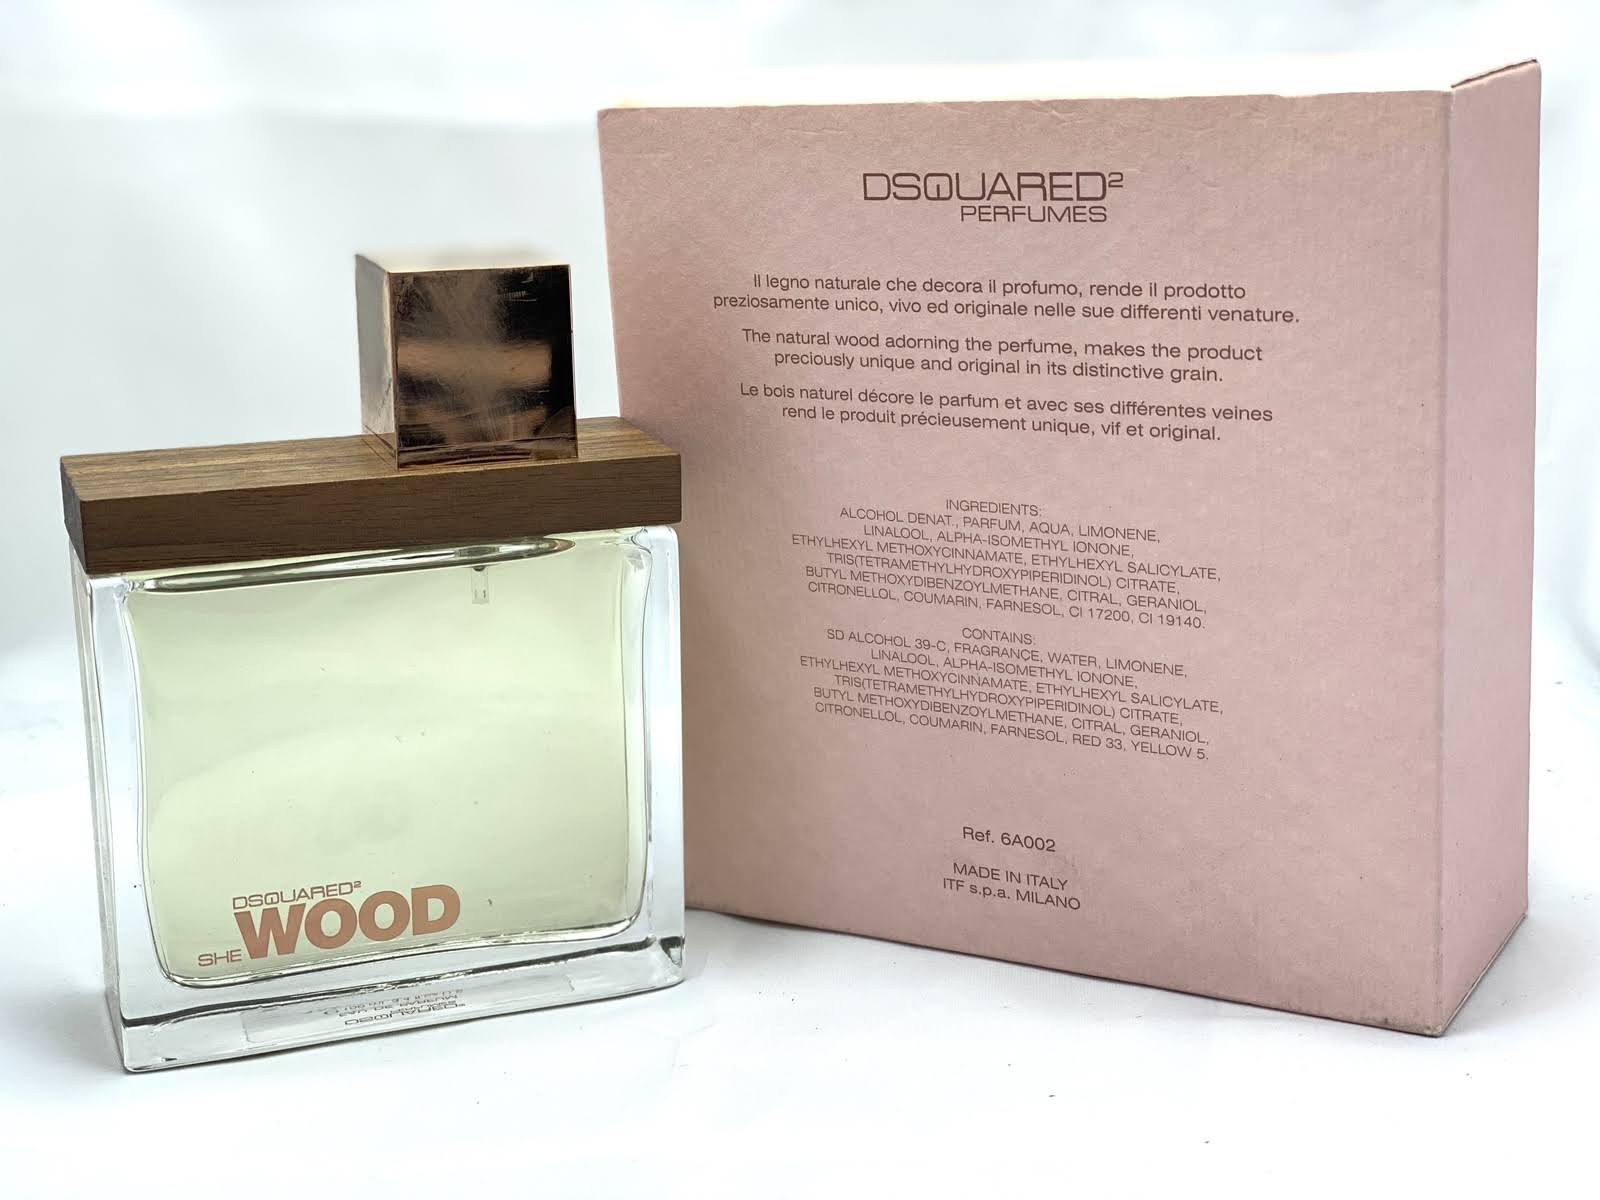 DSQUARED²
PERFUMES
Il legno naturale che decora il profumo, rende il prodotto
preziosamente unico, vivo ed originale nelle sue differenti venature.
The natural wood adorning the perfume, makes the product
preciously unique and original in its distinctive grain.
Le bois naturel décore le parfum et avec ses différentes veines
rend le produit précieusement unique, vif et original.
INGREDIENTS:
ALCOHOL DENAT., PARFUM, AQUA, LIMONENE,
LINALOOL, ALPHA-ISOMETHYL IONONE,
ETHYLHEXYL METHOXYCINNAMATE, ETHYLHEXYL SALICYLATE,
TRIS(TETRAMETHYLHYDROXYPIPERIDINOL) CITRATE,
BUTYL METHOXYDIBENZOYLMETHANE, CITRAL, GERANIOL,
CITRONELLOL, COUMARIN, FARNESOL, CI 17200, CI 19140.
CONTAINS:
SD ALCOHOL 39-C, FRAGRANCE, WATER, LIMONENE,
LINALOOL, ALPHA-ISOMETHYL IONONE,
ETHYLHEXYL METHOXYCINNAMATE, ETHYLHEXYL SALICYLATE,
TRIS(TETRAMETHYLHYDROXYPIPERIDINOL) CITRATE,
BUTYL METHOXYDIBENZOYLMETHANE, CITRAL, GERANIOL,
CITRONELLOL, COUMARIN, FARNESOL, RED 33, YELLOW 5.
Ref. 6A002
MADE IN ITALY
ITF s.p.a. MILANO
DSQUARED²
SHE WOOD